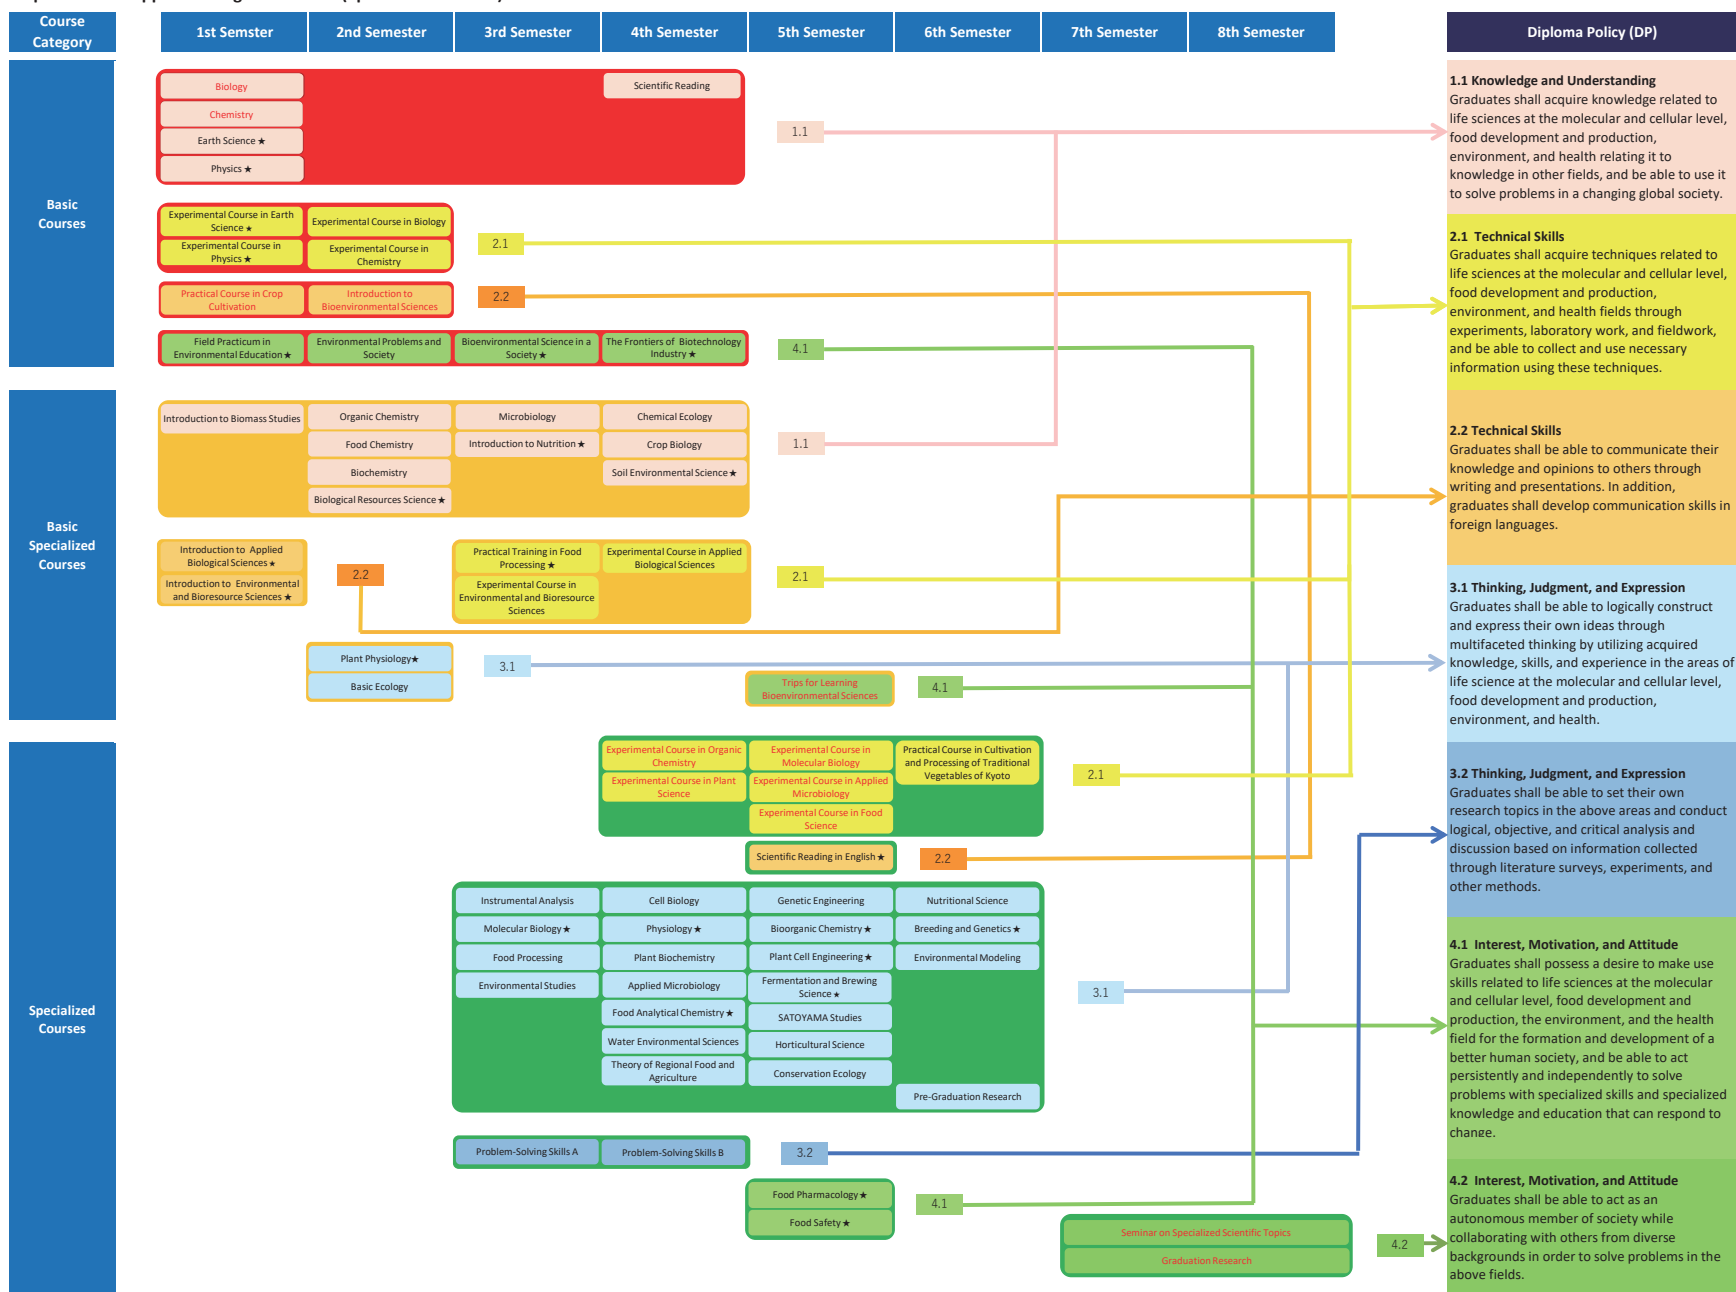 Course
Category
1st Semster
2nd Semester
3rd Semester
4th Semester
5th Semester
6th Semester
7th Semester
8th Semester
Diploma Policy (DP)
Basic
Courses
Biology
Chemistry
Earth Science ★
Physics ★
Scientific Reading
1.1
Experimental Course in Earth
Science ★
Experimental Course in Biology
Experimental Course in
Physics ★
Experimental Course in
Chemistry
2.1
Practical Course in Crop
Cultivation
Introduction to
Bioenvironmental Sciences
2.2
Field Practicum in
Environmental Education ★
Environmental Problems and
Society
Bioenvironmental Science in a
Society ★
The Frontiers of Biotechnology
Industry ★
4.1
Basic
Specialized
Courses
Introduction to Biomass Studies
Organic Chemistry
Food Chemistry
Biochemistry
Biological Resources Science ★
Microbiology
Introduction to Nutrition ★
Chemical Ecology
Crop Biology
Soil Environmental Science ★
1.1
Introduction to Applied
Biological Sciences ★
Introduction to Environmental
and Bioresource Sciences ★
2.2
Practical Training in Food
Processing ★
Experimental Course in
Environmental and Bioresource
Sciences
Experimental Course in Applied
Biological Sciences
2.1
Plant Physiology★
Basic Ecology
3.1
Trips for Learning
Bioenvironmental Sciences
4.1
Specialized
Courses
Experimental Course in Organic
Chemistry
Experimental Course in Plant
Science
Experimental Course in
Molecular Biology
Experimental Course in Applied
Microbiology
Experimental Course in Food
Science
Practical Course in Cultivation
and Processing of Traditional
Vegetables of Kyoto
2.1
Scientific Reading in English ★
2.2
Instrumental Analysis
Molecular Biology ★
Food Processing
Environmental Studies
Cell Biology
Physiology ★
Plant Biochemistry
Applied Microbiology
Food Analytical Chemistry ★
Water Environmental Sciences
Theory of Regional Food and
Agriculture
Genetic Engineering
Bioorganic Chemistry ★
Plant Cell Engineering ★
Fermentation and Brewing
Science ★
SATOYAMA Studies
Horticultural Science
Conservation Ecology
Nutritional Science
Breeding and Genetics ★
Environmental Modeling
Pre-Graduation Research
3.1
Problem-Solving Skills A
Problem-Solving Skills B
3.2
Food Pharmacology ★
Food Safety ★
4.1
Seminar on Specialized Scientific Topics
Graduation Research
4.2
1.1 Knowledge and Understanding
Graduates shall acquire knowledge related to
life sciences at the molecular and cellular level,
food development and production,
environment, and health relating it to
knowledge in other fields, and be able to use it
to solve problems in a changing global society.
2.1 Technical Skills
Graduates shall acquire techniques related to
life sciences at the molecular and cellular level,
food development and production,
environment, and health fields through
experiments, laboratory work, and fieldwork,
and be able to collect and use necessary
information using these techniques.
2.2 Technical Skills
Graduates shall be able to communicate their
knowledge and opinions to others through
writing and presentations. In addition,
graduates shall develop communication skills in
foreign languages.
3.1 Thinking, Judgment, and Expression
Graduates shall be able to logically construct
and express their own ideas through
multifaceted thinking by utilizing acquired
knowledge, skills, and experience in the areas of
life science at the molecular and cellular level,
food development and production,
environment, and health.
3.2 Thinking, Judgment, and Expression
Graduates shall be able to set their own
research topics in the above areas and conduct
logical, objective, and critical analysis and
discussion based on information collected
through literature surveys, experiments, and
other methods.
4.1 Interest, Motivation, and Attitude
Graduates shall possess a desire to make use
skills related to life sciences at the molecular
and cellular level, food development and
production, the environment, and the health
field for the formation and development of a
better human society, and be able to act
persistently and independently to solve
problems with specialized skills and specialized
knowledge and education that can respond to
change.
4.2 Interest, Motivation, and Attitude
Graduates shall be able to act as an
autonomous member of society while
collaborating with others from diverse
backgrounds in order to solve problems in the
above fields.